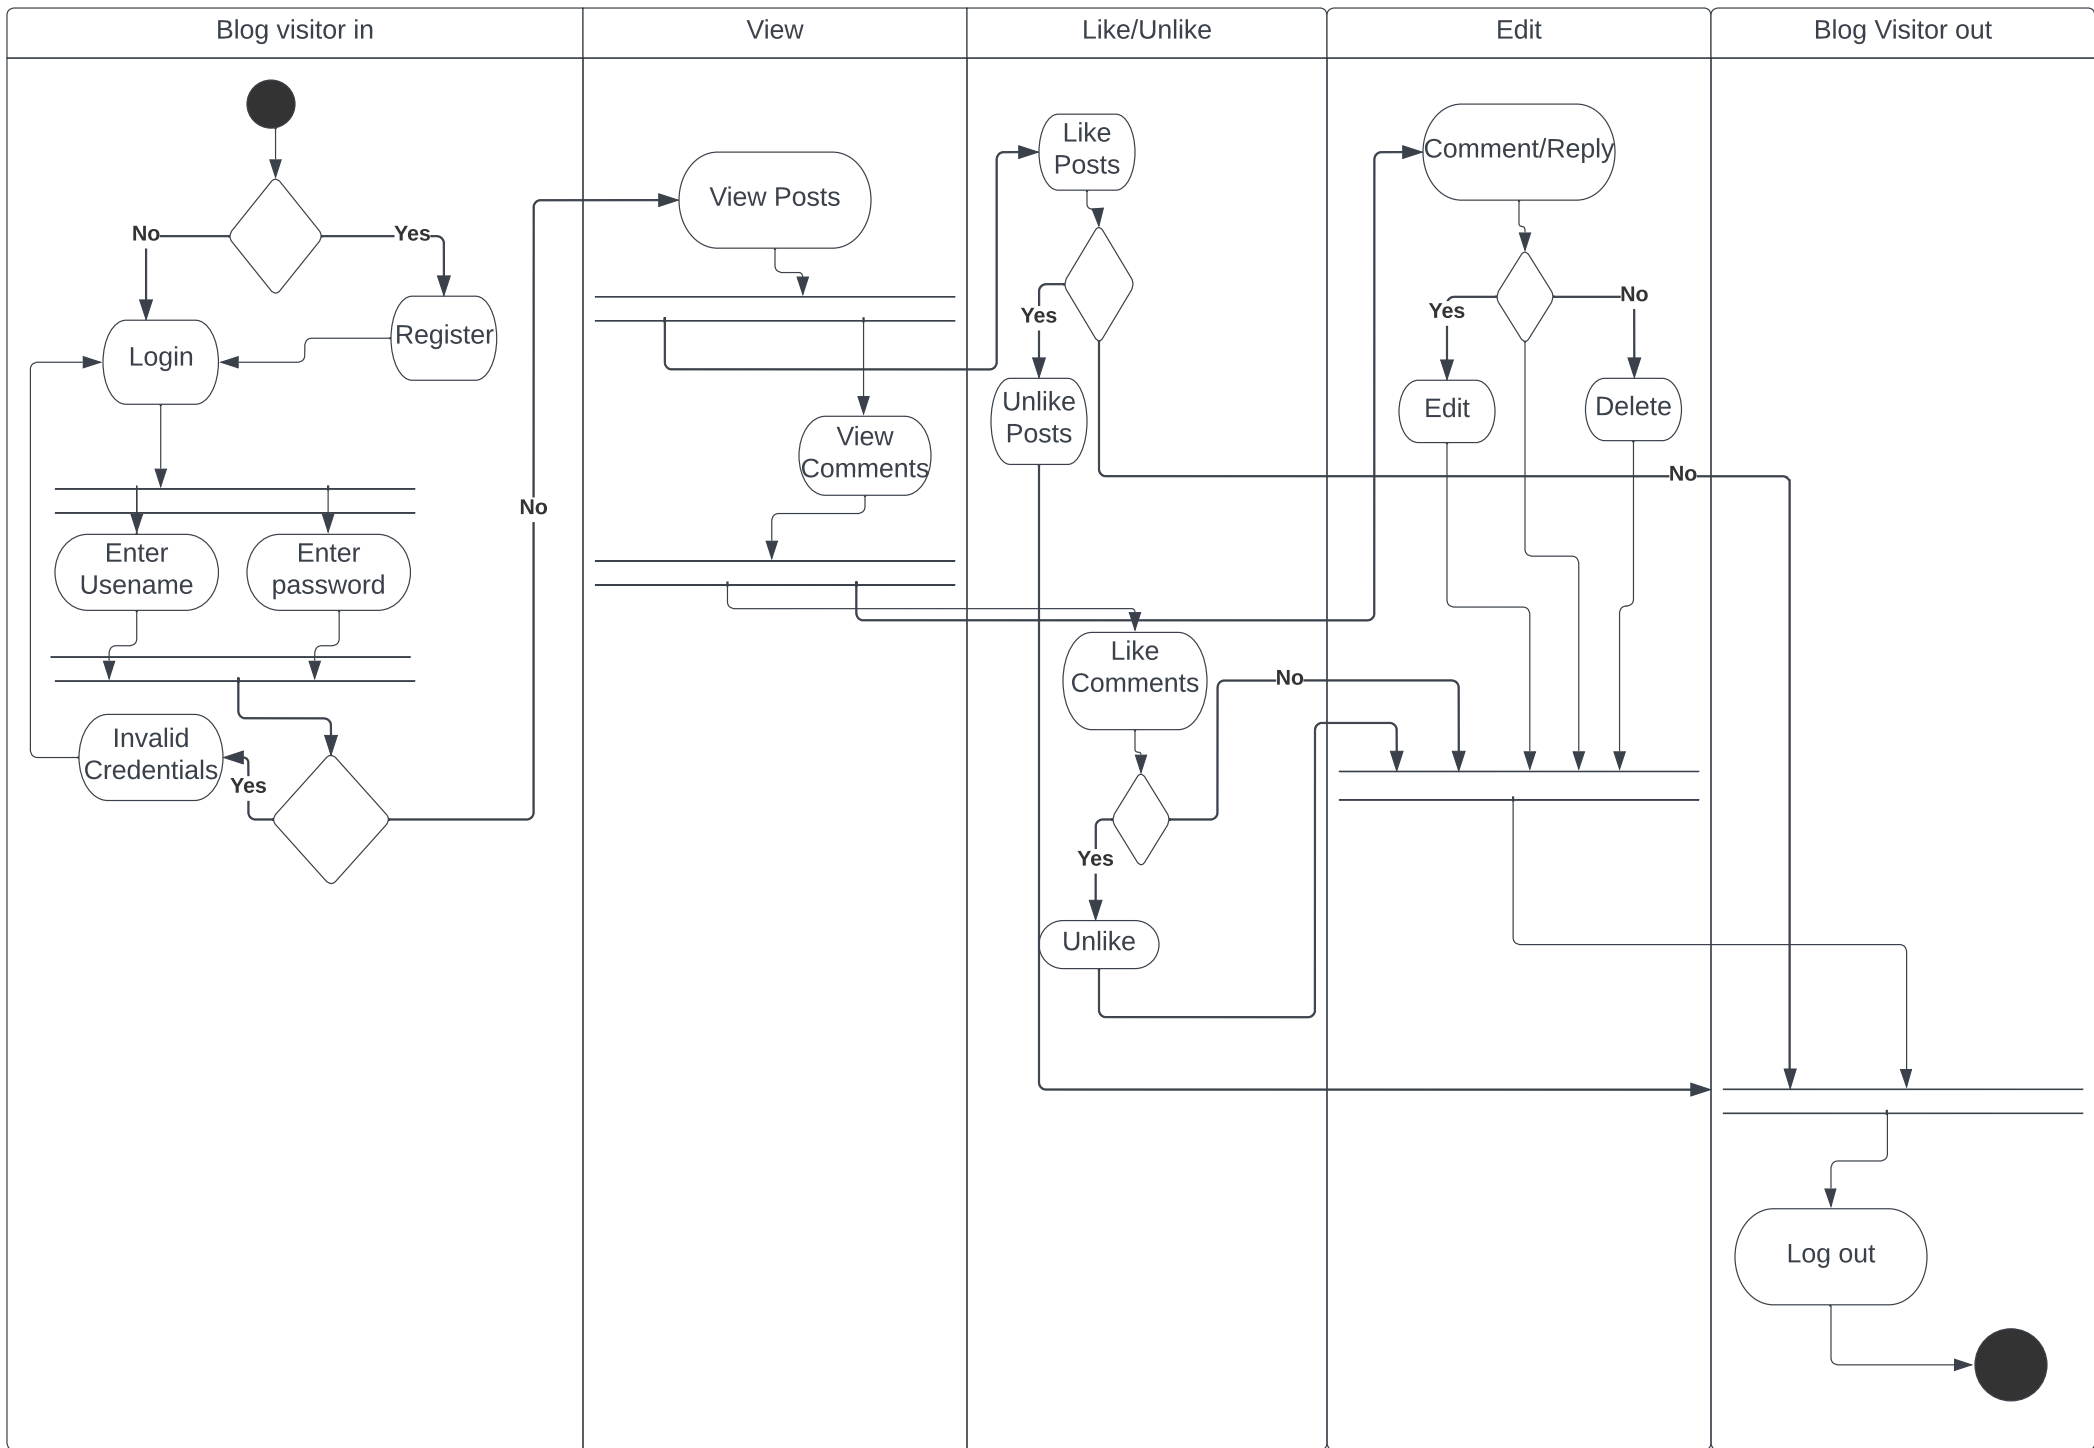 Blog visitor in
View
Like/Unlike
Edit
Blog Visitor out
No
Yes
Login
Register
Enter
Usename
Enter
password
Invalid
Credentials
Yes
No
View Posts
View
Comments
Like
Posts
Yes
Unlike
Posts
No
Like
Comments
No
Yes
Unlike
Comment/Reply
Yes
No
Edit
Delete
Log out